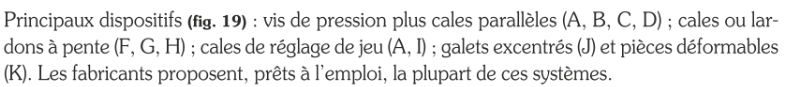 Principaux dispositifs (fig. 19) : vis de pression plus cales parallèles (A, B, C, D) ; cales ou lar-
dons à pente (F, G, H) ; cales de réglage de jeu (A, I) ; galets excentrés (J) et pièces déformables
(K). Les fabricants proposent, prêts à l'emploi, la plupart de ces systèmes.